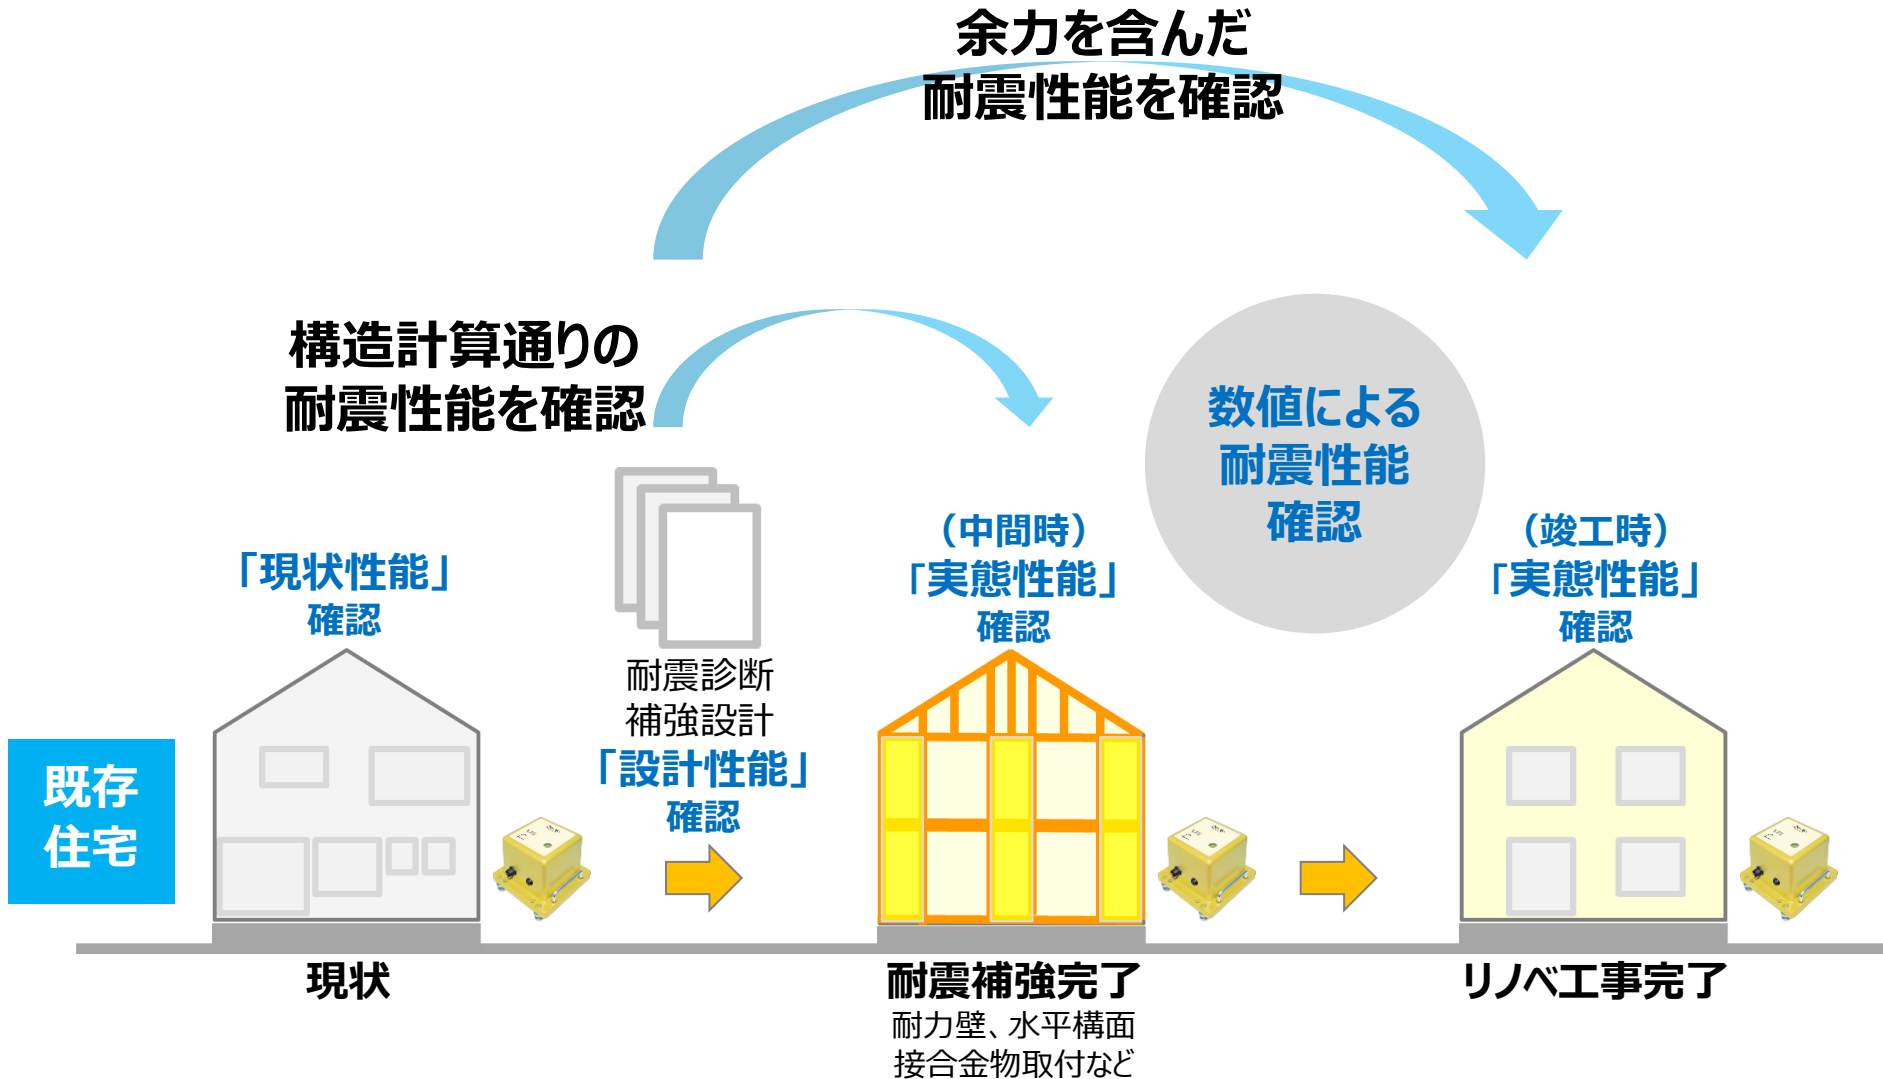 余力を含んだ
耐震性能を確認
構造計算通りの
耐震性能を確認
数値による
耐震性能
確認
「現状性能」
確認
耐震診断
補強設計
「設計性能」
確認
（中間時）
「実態性能」
確認
（竣工時）
「実態性能」
確認
既存
住宅
現状
耐震補強完了
耐力壁、水平構面
接合金物取付など
リノベ工事完了